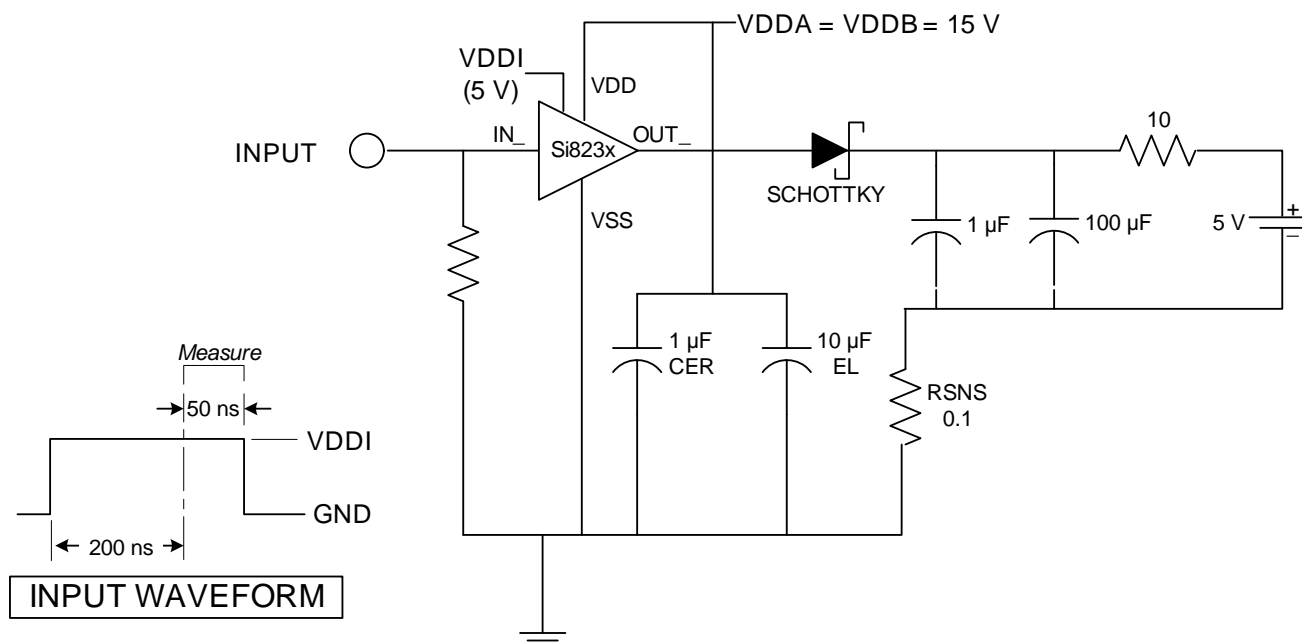 VDDA = VDDB = 15 V
VDDI
(5 V)
VDD
10
INPUT
IN_
Si823x
OUT_
SCHOTTKY
VSS
1 µF
100 µF
5 V
+
–
1 µF
CER
10 µF
EL
RSNS
0.1
Measure
50 ns
VDDI
GND
200 ns
INPUT WAVEFORM